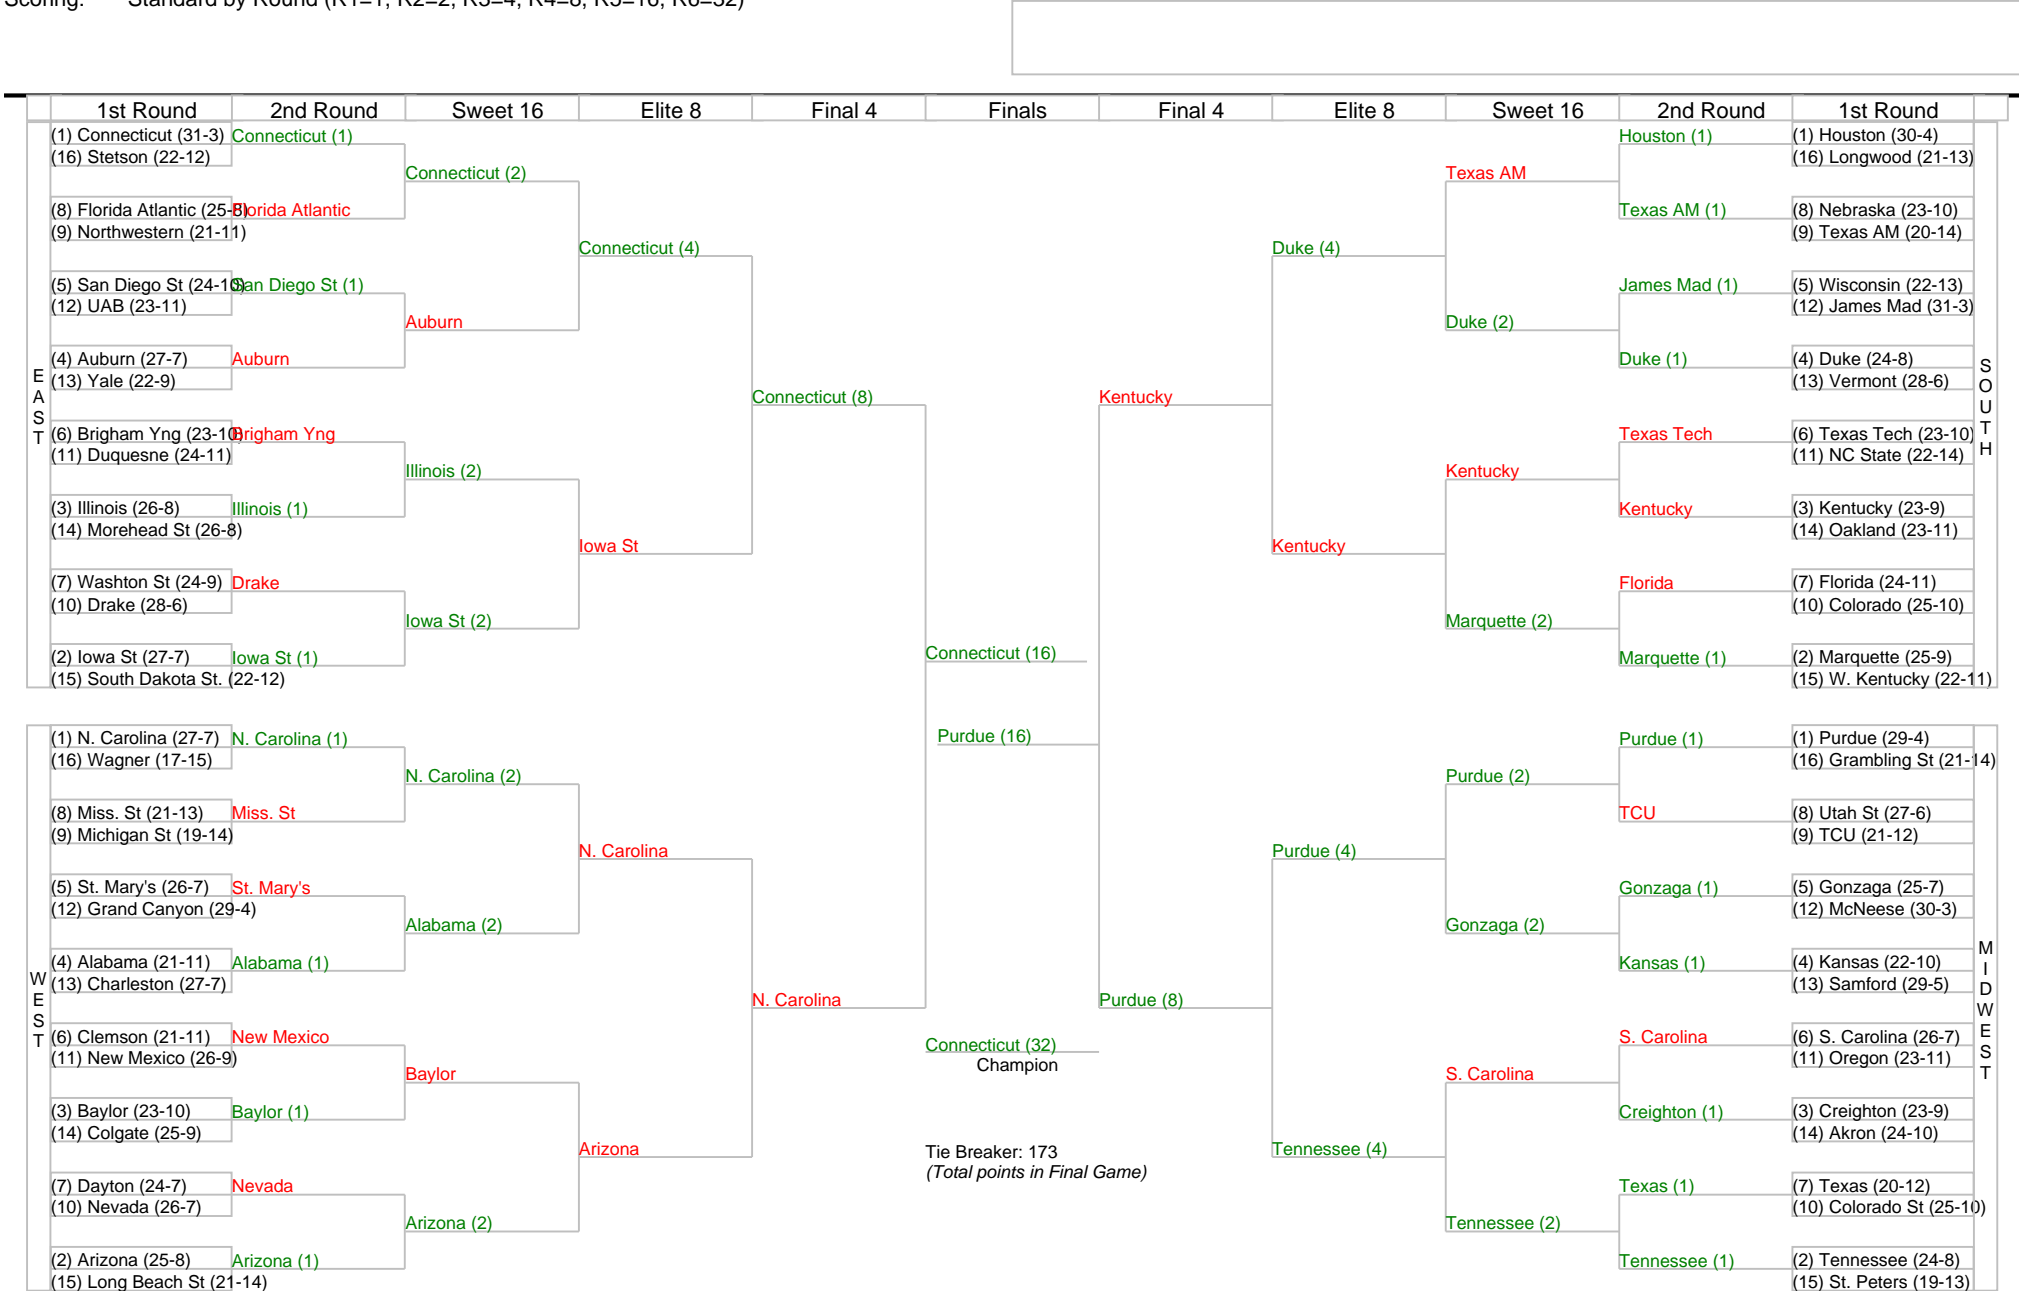 Scoring: Standard by Round (R1=1, R2=2, R3=4, R4=8, R5=16, R6=32)
1st Round 2nd Round Sweet 16 Elite 8 Final 4 Finals Final 4 Elite 8 Sweet 16 2nd Round 1st Round
EAST
(1) Connecticut (31-3)
(16) Stetson (22-12)
(8) Florida Atlantic (25-8)
(9) Northwestern (21-11)
(5) San Diego St (24-10)
(12) UAB (23-11)
(4) Auburn (27-7)
(13) Yale (22-9)
(6) Brigham Yng (23-10)
(11) Duquesne (24-11)
(3) Illinois (26-8)
(14) Morehead St (26-8)
(7) Washton St (24-9)
(10) Drake (28-6)
(2) Iowa St (27-7)
(15) South Dakota St. (22-12)
Connecticut (1)
Florida Atlantic
San Diego St (1)
Auburn
Brigham Yng
Illinois (1)
Drake
Iowa St (1)
Connecticut (2)
Auburn
Illinois (2)
Iowa St (2)
Connecticut (4)
Iowa St
Connecticut (8)
WEST
(1) N. Carolina (27-7)
(16) Wagner (17-15)
(8) Miss. St (21-13)
(9) Michigan St (19-14)
(5) St. Mary's (26-7)
(12) Grand Canyon (29-4)
(4) Alabama (21-11)
(13) Charleston (27-7)
(6) Clemson (21-11)
(11) New Mexico (26-9)
(3) Baylor (23-10)
(14) Colgate (25-9)
(7) Dayton (24-7)
(10) Nevada (26-7)
(2) Arizona (25-8)
(15) Long Beach St (21-14)
N. Carolina (1)
Miss. St
St. Mary's
Alabama (1)
New Mexico
Baylor (1)
Nevada
Arizona (1)
N. Carolina (2)
Alabama (2)
Baylor
Arizona (2)
N. Carolina
Arizona
N. Carolina
Connecticut (16)
Purdue (16)
Connecticut (32)
Champion
Tie Breaker: 173
(Total points in Final Game)
Kentucky
Duke (4)
Kentucky
Texas AM
Duke (2)
Kentucky
Marquette (2)
Houston (1)
Texas AM (1)
James Mad (1)
Duke (1)
Texas Tech
Kentucky
Florida
Marquette (1)
(1) Houston (30-4)
(16) Longwood (21-13)
(8) Nebraska (23-10)
(9) Texas AM (20-14)
(5) Wisconsin (22-13)
(12) James Mad (31-3)
(4) Duke (24-8)
(13) Vermont (28-6)
(6) Texas Tech (23-10)
(11) NC State (22-14)
(3) Kentucky (23-9)
(14) Oakland (23-11)
(7) Florida (24-11)
(10) Colorado (25-10)
(2) Marquette (25-9)
(15) W. Kentucky (22-11)
SOUTH
Purdue (8)
Purdue (4)
Tennessee (4)
Purdue (2)
Gonzaga (2)
S. Carolina
Tennessee (2)
Purdue (1)
TCU
Gonzaga (1)
Kansas (1)
S. Carolina
Creighton (1)
Texas (1)
Tennessee (1)
(1) Purdue (29-4)
(16) Grambling St (21-14)
(8) Utah St (27-6)
(9) TCU (21-12)
(5) Gonzaga (25-7)
(12) McNeese (30-3)
(4) Kansas (22-10)
(13) Samford (29-5)
(6) S. Carolina (26-7)
(11) Oregon (23-11)
(3) Creighton (23-9)
(14) Akron (24-10)
(7) Texas (20-12)
(10) Colorado St (25-10)
(2) Tennessee (24-8)
(15) St. Peters (19-13)
MIDWEST